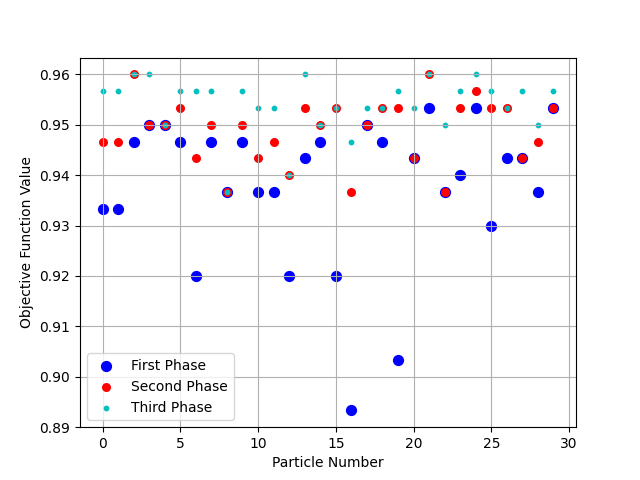 0.96
0.95
0.94
0.93
0.92
0.91
0.90
0.89
Objective Function Value
First Phase
Second Phase
Third Phase
0 5 10 15 20 25 30
Particle Number